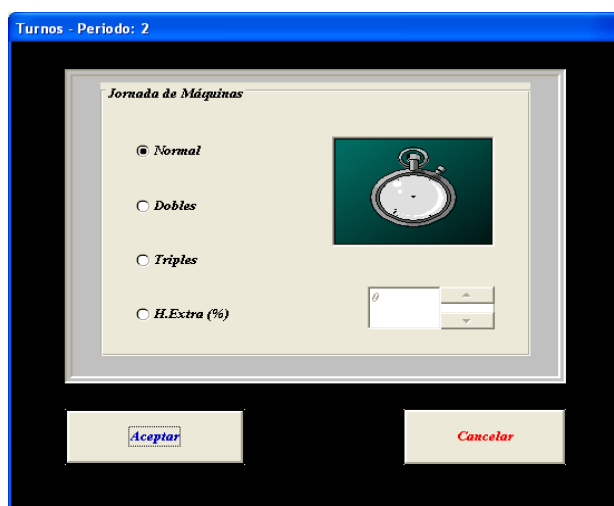 Turnos - Periodo: 2
Jornada de Máquinas
Normal
Dobles
Triples
H.Extra (%)
0
Aceptar
Cancelar